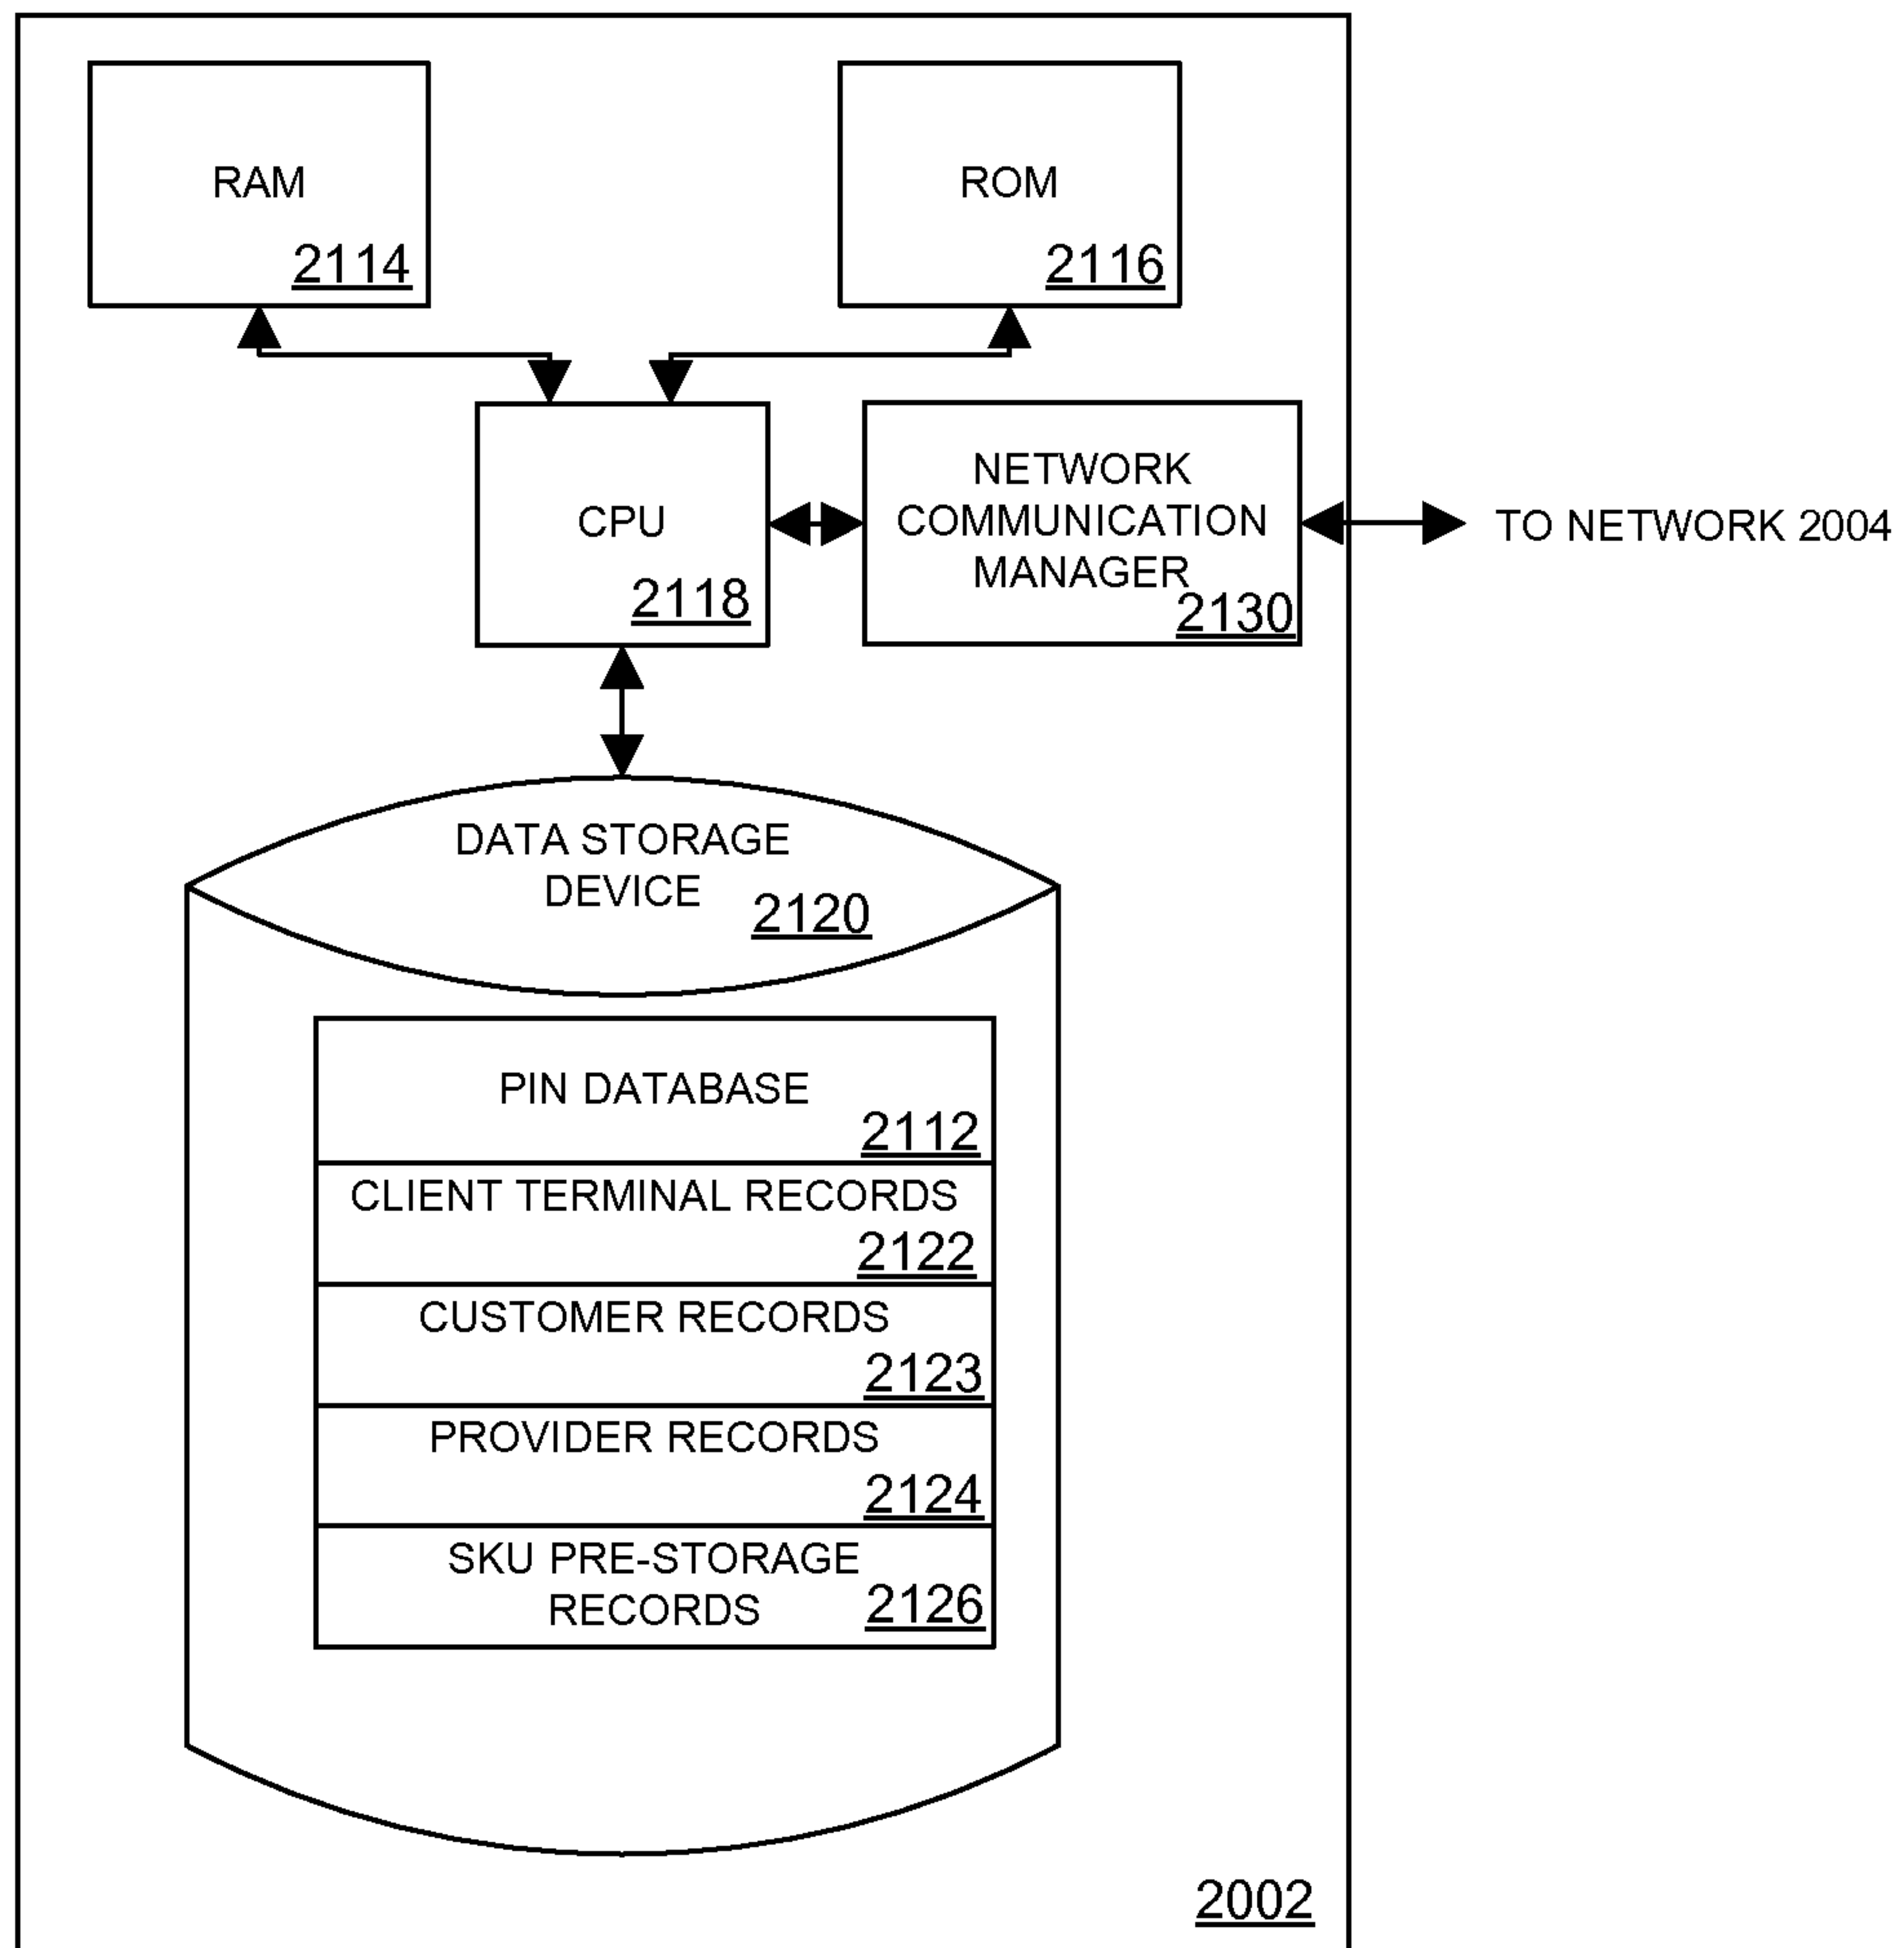 RAM
2114
ROM
2116
CPU
2118
NETWORK
COMMUNICATION
MANAGER
2130
TO NETWORK 2004
DATA STORAGE
DEVICE
2120
PIN DATABASE
2112
CLIENT TERMINAL RECORDS
2122
CUSTOMER RECORDS
2123
PROVIDER RECORDS
2124
SKU PRE-STORAGE
RECORDS
2126
2002